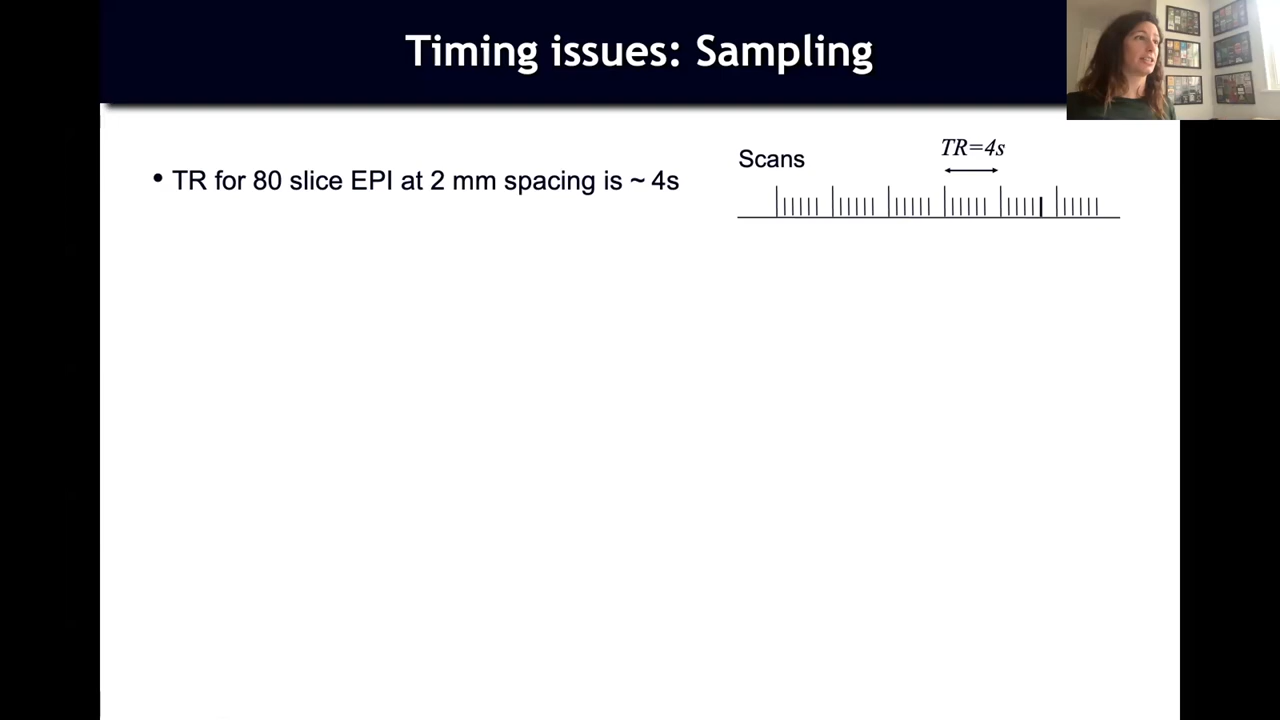 Timing issues: Sampling
• TR for 80 slice EPI at 2 mm spacing is ~ 4s
Scans
TR=4s